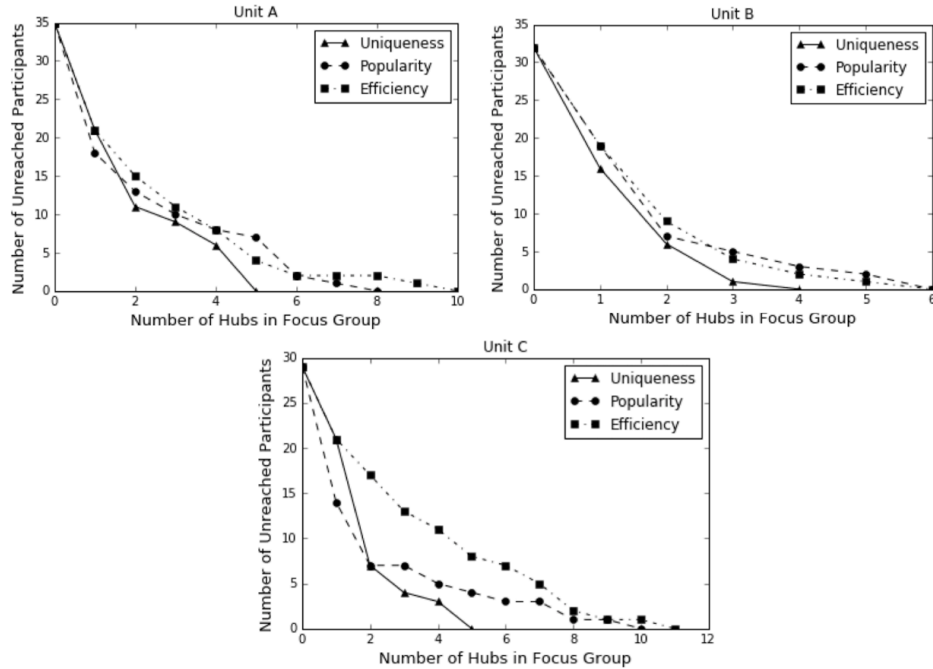 Unit A
35
30
25
20
15
10
5
0
Number of Unreached Participants
Uniqueness
Popularity
Efficiency
0 2 4 6 8 10
Number of Hubs in Focus Group
Unit B
35
30
25
20
15
10
5
0
Number of Unreached Participants
Uniqueness
Popularity
Efficiency
0 1 2 3 4 5 6
Number of Hubs in Focus Group
Unit C
30
25
20
15
10
5
0
Number of Unreached Participants
Uniqueness
Popularity
Efficiency
0 2 4 6 8 10 12
Number of Hubs in Focus Group